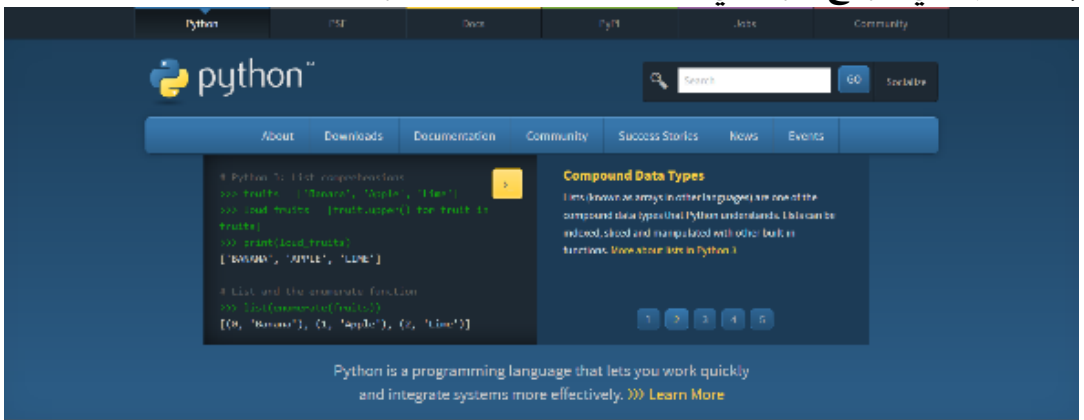 Python PSF Docs PyPI Jobs Community
python™
Search GO Socialize
About Downloads Documentation Community Success Stories News Events
# Python 3: List comprehensions
>>> fruits = ['Banana', 'Apple', 'Lime']
>>> loud_fruits = [fruit.upper() for fruit in
fruits]
>>> print(loud_fruits)
['BANANA', 'APPLE', 'LIME']
# List and the enumerate function
>>> list(enumerate(fruits))
[(0, 'Banana'), (1, 'Apple'), (2, 'Lime')]
>
Compound Data Types
Lists (known as arrays in other languages) are one of the
compound data types that Python understands. Lists can be
indexed, sliced and manipulated with other built-in
functions. More about lists in Python 3
1 2 3 4 5
Python is a programming language that lets you work quickly
and integrate systems more effectively. >>> Learn More